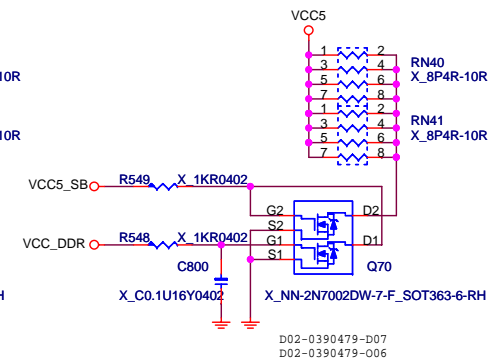 VCC5
1 2
3 4
5 6
7 8
RN40
X_8P4R-10R
10R
1 2
3 4
5 6
7 8
RN41
X_8P4R-10R
10R
VCC5_SB
R549 X_1KR0402
G2 D2
S2
VCC_DDR
R548 X_1KR0402
G1 D1
S1
C800
Q70
H
X_C0.1U16Y0402
X_NN-2N7002DW-7-F_SOT363-6-RH
D02-0390479-D07
D02-0390479-O06